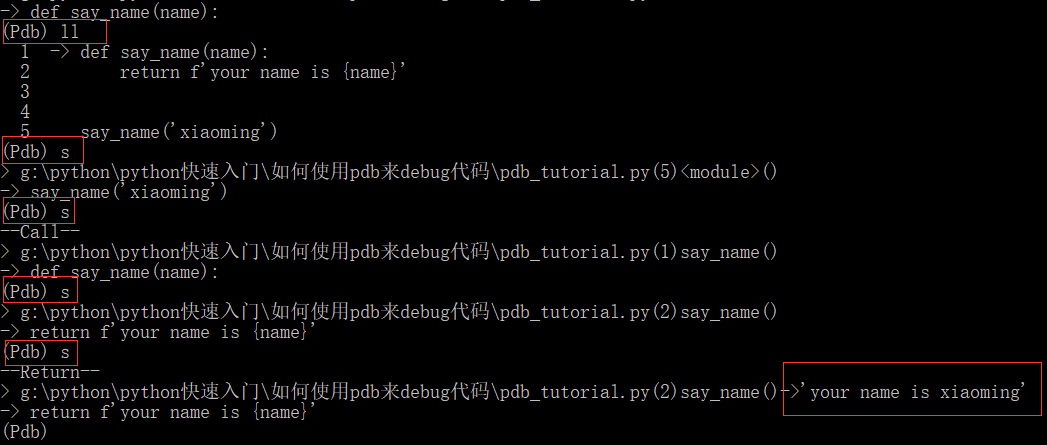 -> def say_name(name):
(Pdb) ll
  1  -> def say_name(name):
  2         return f'your name is {name}'
  3
  4
  5     say_name('xiaoming')
(Pdb) s
> g:\python\python快速入门\如何使用pdb来debug代码\pdb_tutorial.py(5)<module>()
-> say_name('xiaoming')
(Pdb) s
--Call--
> g:\python\python快速入门\如何使用pdb来debug代码\pdb_tutorial.py(1)say_name()
-> def say_name(name):
(Pdb) s
> g:\python\python快速入门\如何使用pdb来debug代码\pdb_tutorial.py(2)say_name()
-> return f'your name is {name}'
(Pdb) s
--Return--
> g:\python\python快速入门\如何使用pdb来debug代码\pdb_tutorial.py(2)say_name()->'your name is xiaoming'
-> return f'your name is {name}'
(Pdb)